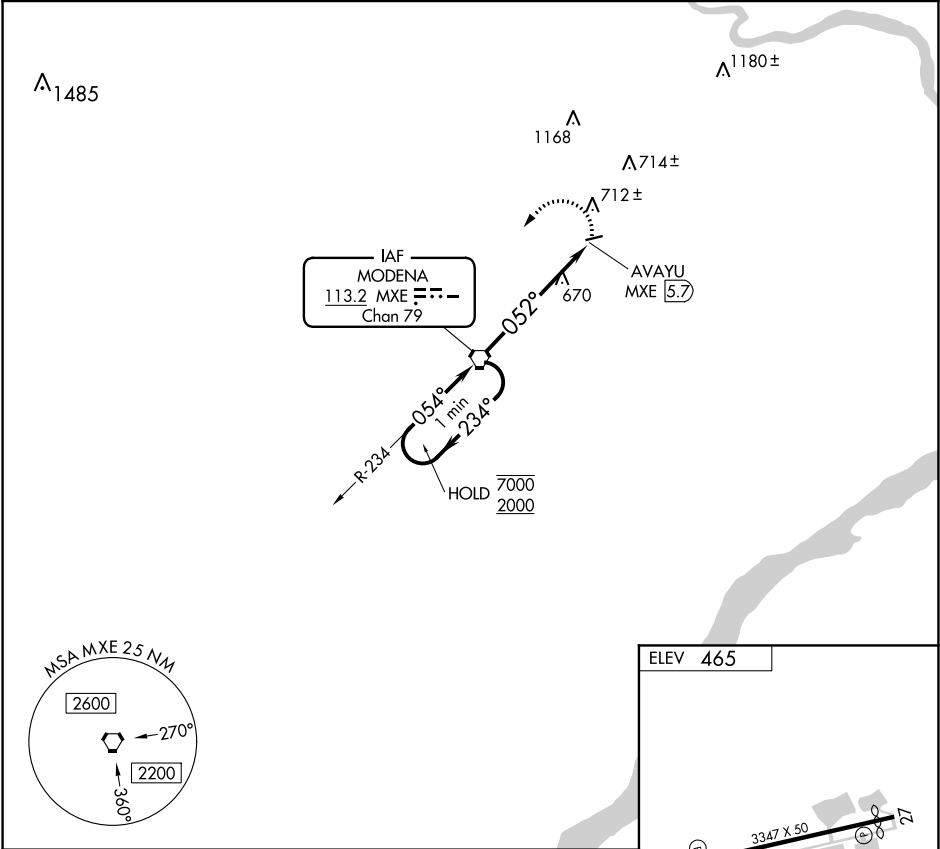 1180±
1485
1168
714±
712±
IAF
MODENA
113.2 MXE
Chan 79
AVAYU
MXE 5.7
670
052°
054°
1 min
234°
R-234
HOLD 7000
2000
MSA MXE 25 NM
2600
270°
2200
360°
ELEV 465
3347 X 50
27
P